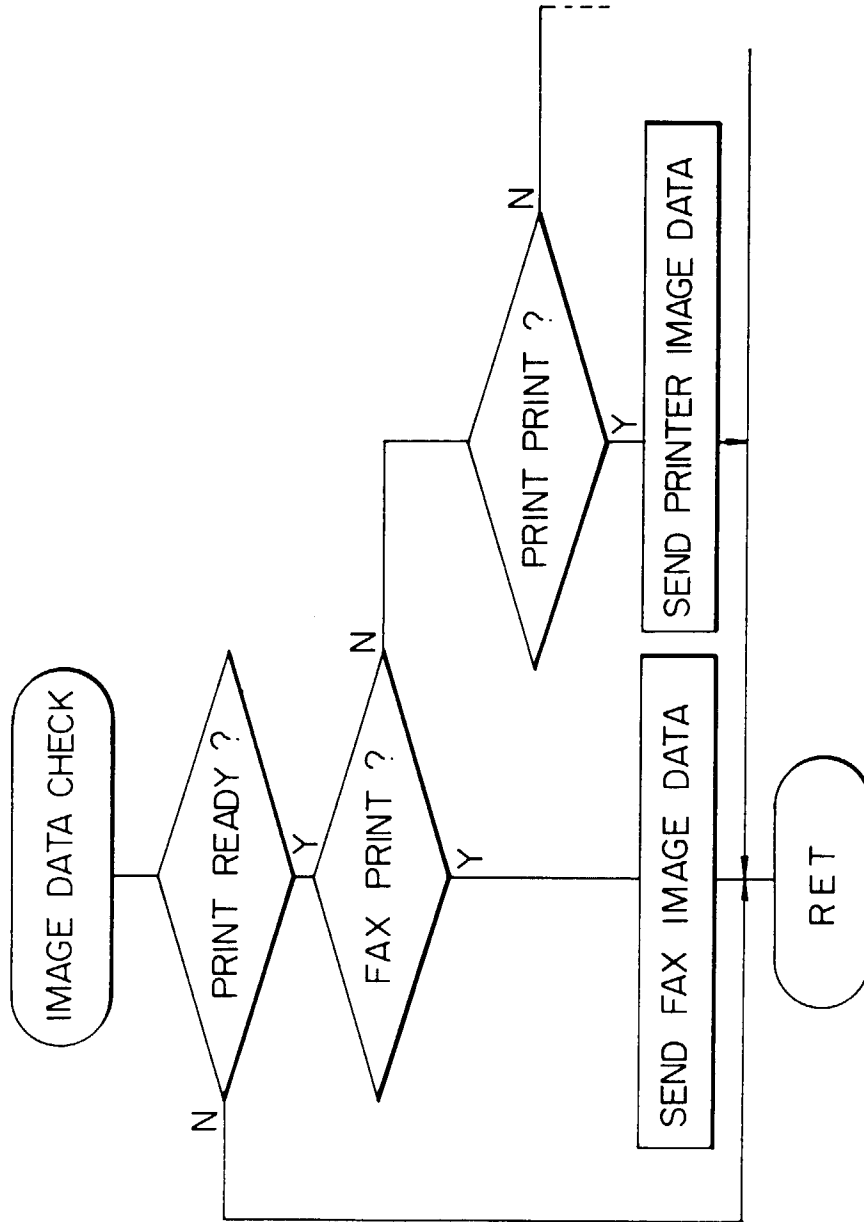 IMAGE DATA CHECK
PRINT READY ?
N
Y
FAX PRINT ?
N
Y
PRINT PRINT ?
N
Y
SEND FAX IMAGE DATA
SEND PRINTER IMAGE DATA
RET